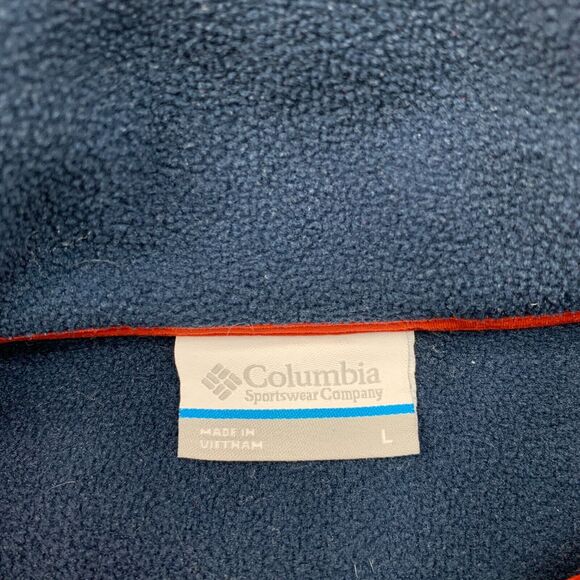 Columbia
Sportswear Company
MADE IN
VIETNAM
L